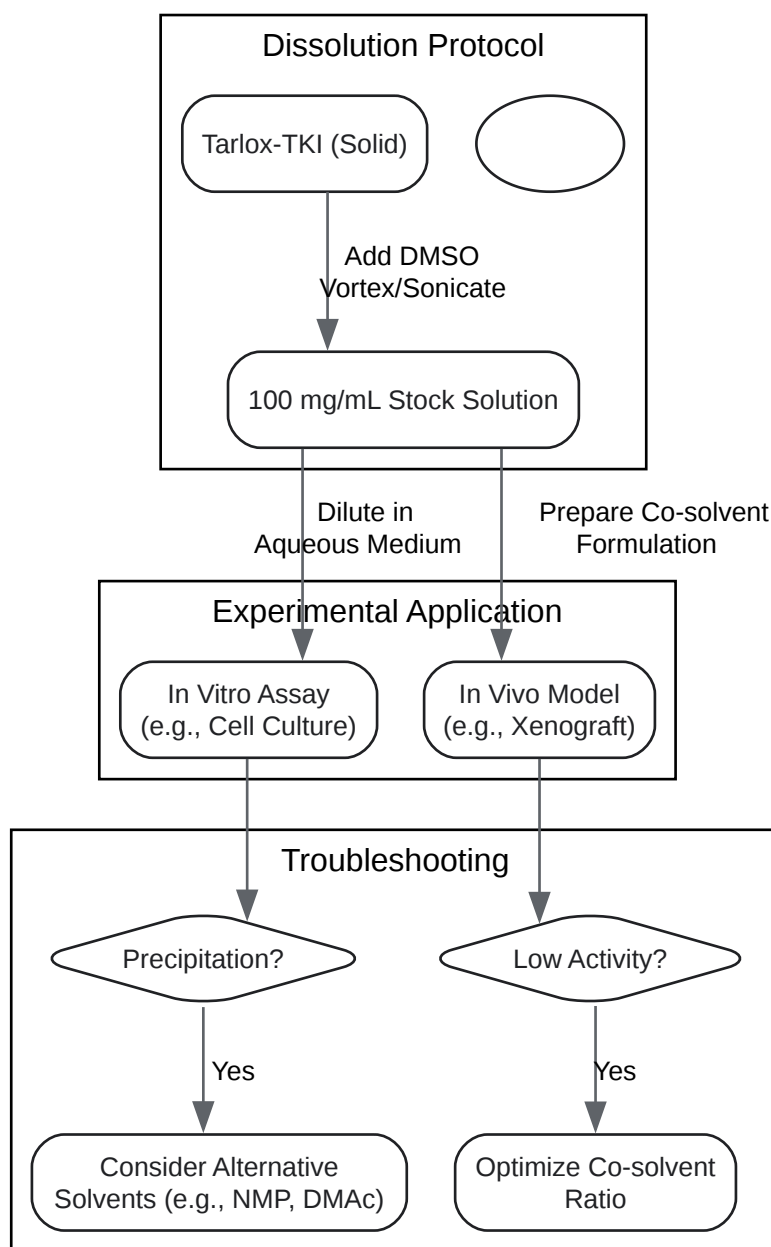 Dissolution Protocol
Tarlox-TKI (Solid)
Add DMSO
Vortex/Sonicate
100 mg/mL Stock Solution
Dilute in
Aqueous Medium
Prepare Co-solvent
Formulation
Experimental Application
In Vitro Assay
(e.g., Cell Culture)
In Vivo Model
(e.g., Xenograft)
Troubleshooting
Precipitation?
Low Activity?
Yes
Yes
Consider Alternative
Solvents (e.g., NMP, DMAc)
Optimize Co-solvent
Ratio